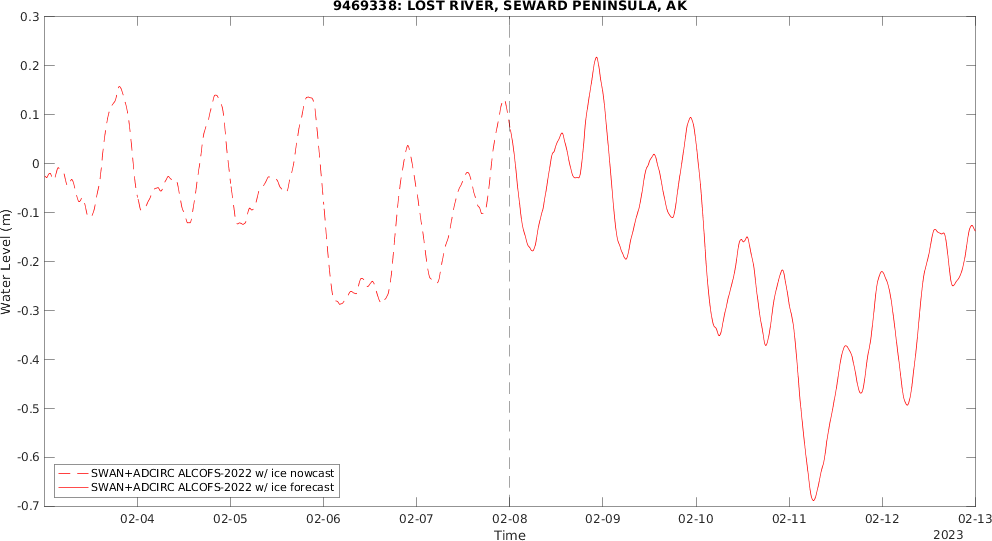 9469338: LOST RIVER, SEWARD PENINSULA, AK
0.3
0.2
0.1
0
-0.1
-0.2
-0.3
-0.4
-0.5
-0.6
-0.7
Water Level (m)
SWAN+ADCIRC ALCOFS-2022 w/ ice nowcast
SWAN+ADCIRC ALCOFS-2022 w/ ice forecast
02-04 02-05 02-06 02-07 02-08 02-09 02-10 02-11 02-12 02-13
Time
2023